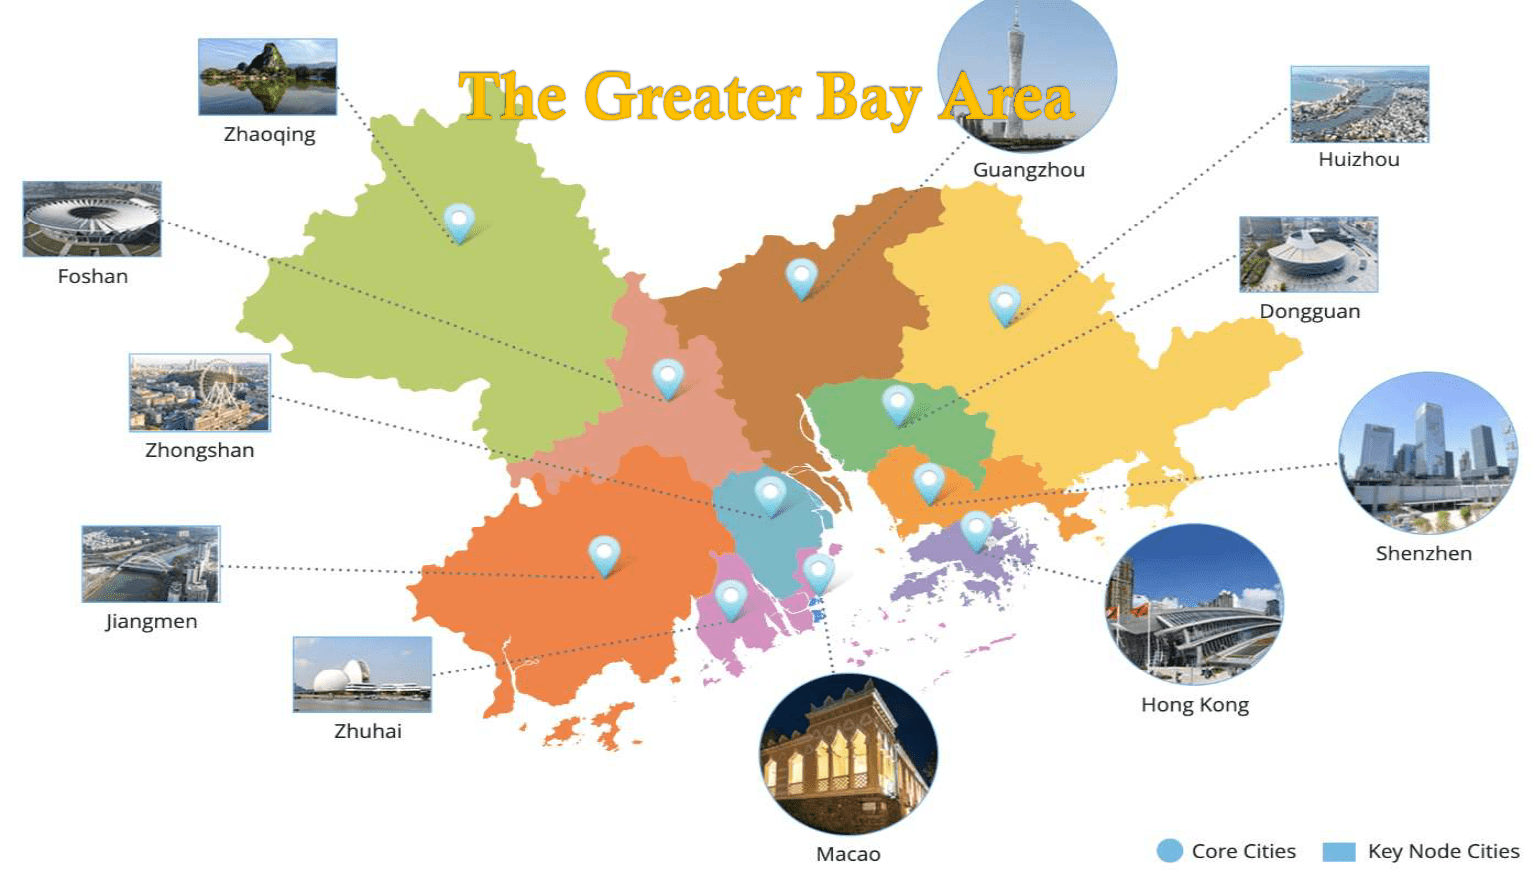 The Greater Bay Area
Zhaoqing
Guangzhou
Huizhou
Foshan
Dongguan
Zhongshan
Shenzhen
Jiangmen
Hong Kong
Zhuhai
Macao
Core Cities
Key Node Cities